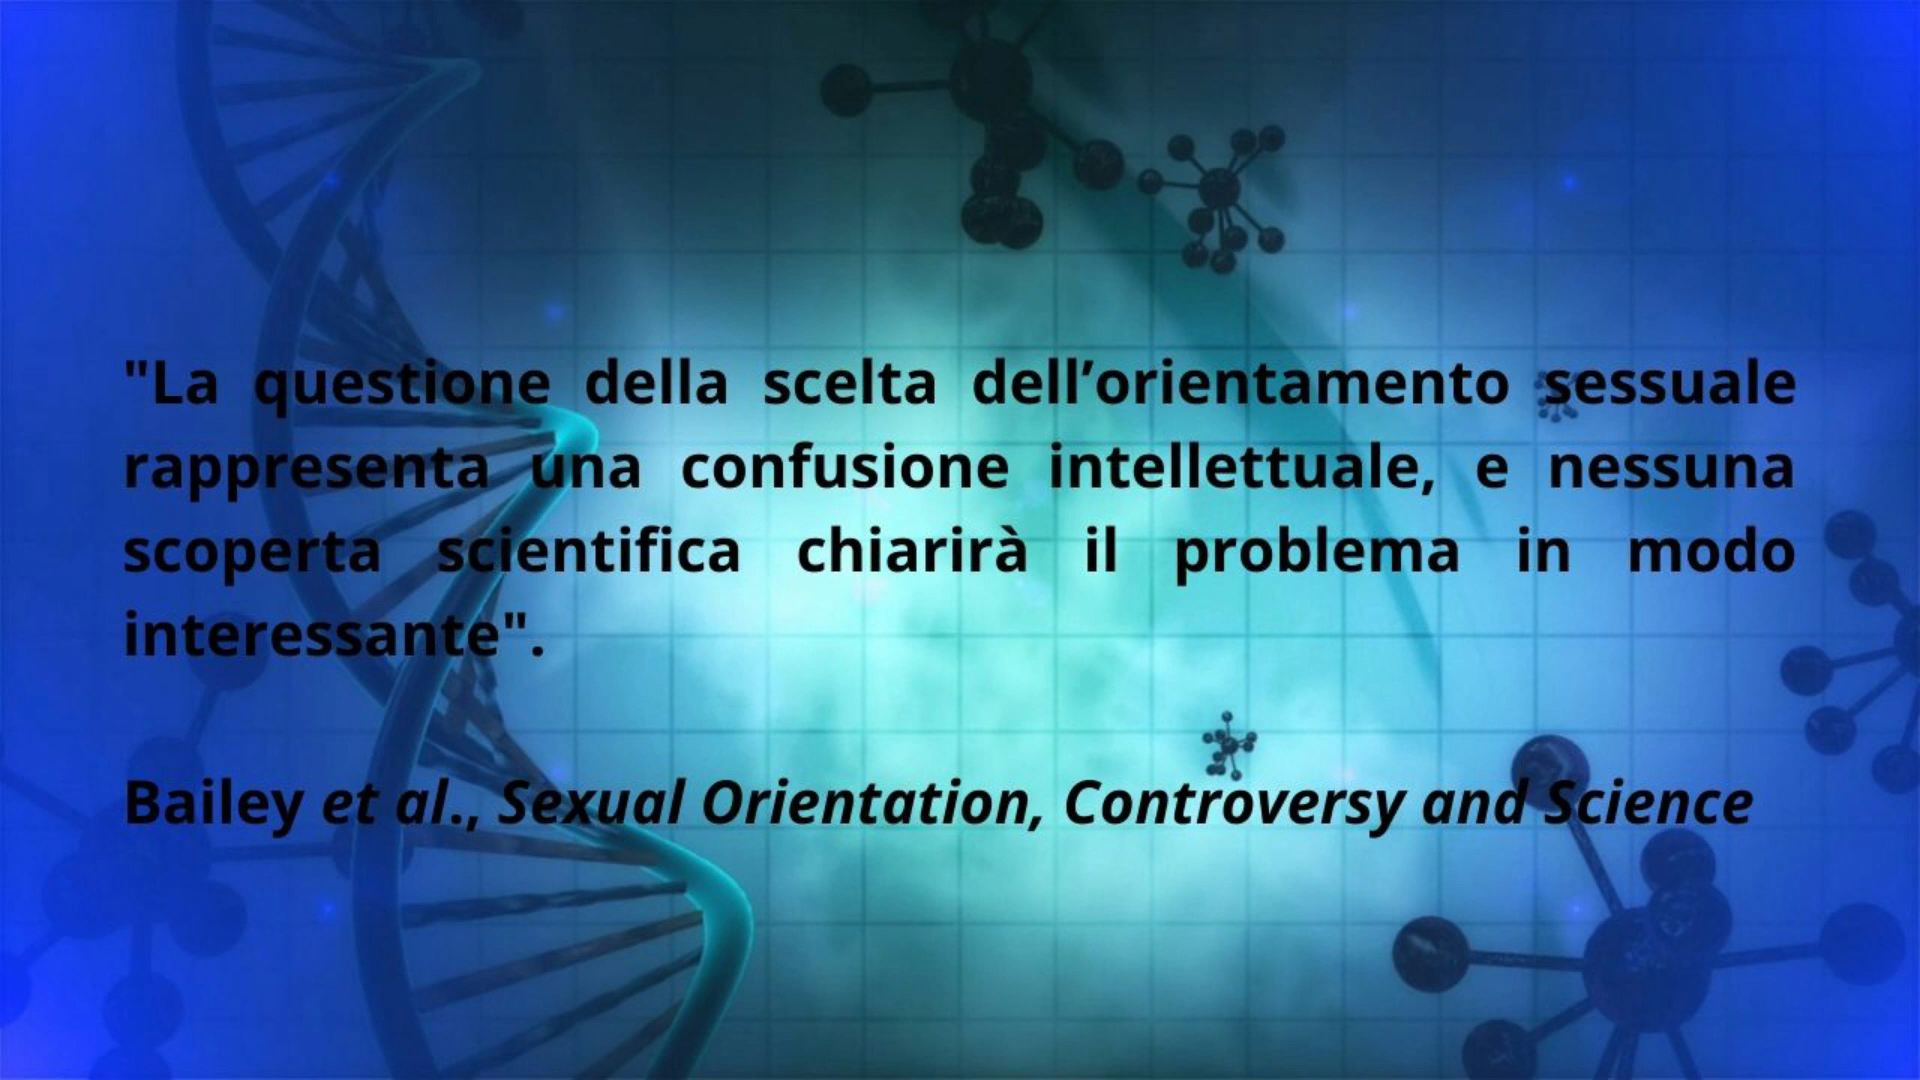 "La questione della scelta dell’orientamento sessuale
rappresenta una confusione intellettuale, e nessuna
scoperta scientifica chiarirà il problema in modo
interessante".
Bailey et al., Sexual Orientation, Controversy and Science